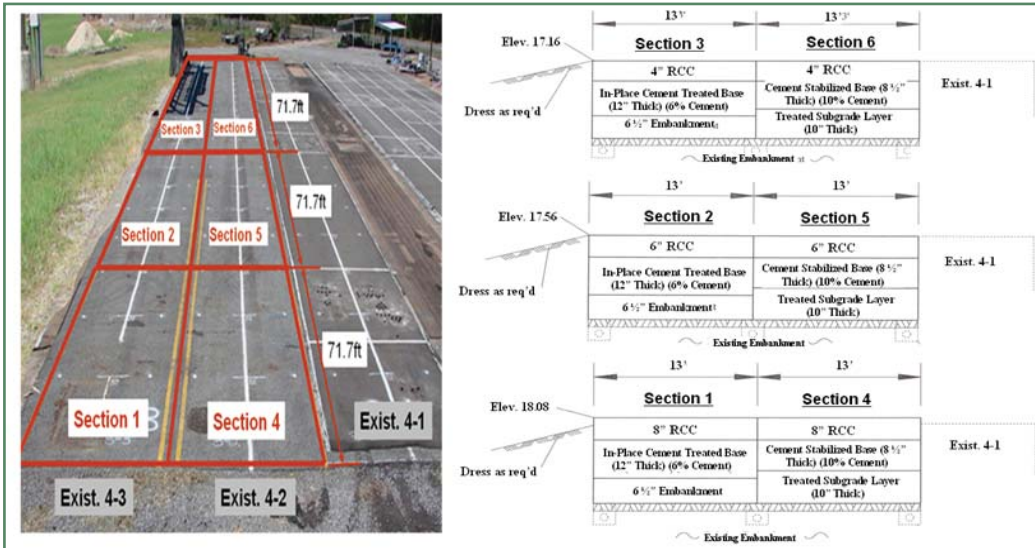 Section 3
Section 6
71.7ft
71.7ft
Section 2
Section 5
71.7ft
Section 1
Section 4
Exist. 4-1
Exist. 4-3
Exist. 4-2
13'
13'3'
Section 3
Section 6
Elev. 17.16
4" RCC
4" RCC
Exist. 4-1
In-Place Cement Treated Base
(12" Thick) (6% Cement)
Cement Stabilized Base (8 ½"
Thick) (10% Cement)
Dress as req'd
6 ½" Embankment
Treated Subgrade Layer
(10" Thick)
Existing Embankment
13'
13'
Section 2
Section 5
Elev. 17.56
6" RCC
6" RCC
Exist. 4-1
In-Place Cement Treated Base
(12" Thick) (6% Cement)
Cement Stabilized Base (8 ½"
Thick) (10% Cement)
Dress as req'd
6 ½" Embankment
Treated Subgrade Layer
(10" Thick)
Existing Embankment
13'
13'
Section 1
Section 4
Elev. 18.08
8" RCC
8" RCC
Exist. 4-1
In-Place Cement Treated Base
(12" Thick) (6% Cement)
Cement Stabilized Base (8 ½"
Thick) (10% Cement)
Dress as req'd
6 ½" Embankment
Treated Subgrade Layer
(10" Thick)
Existing Embankment